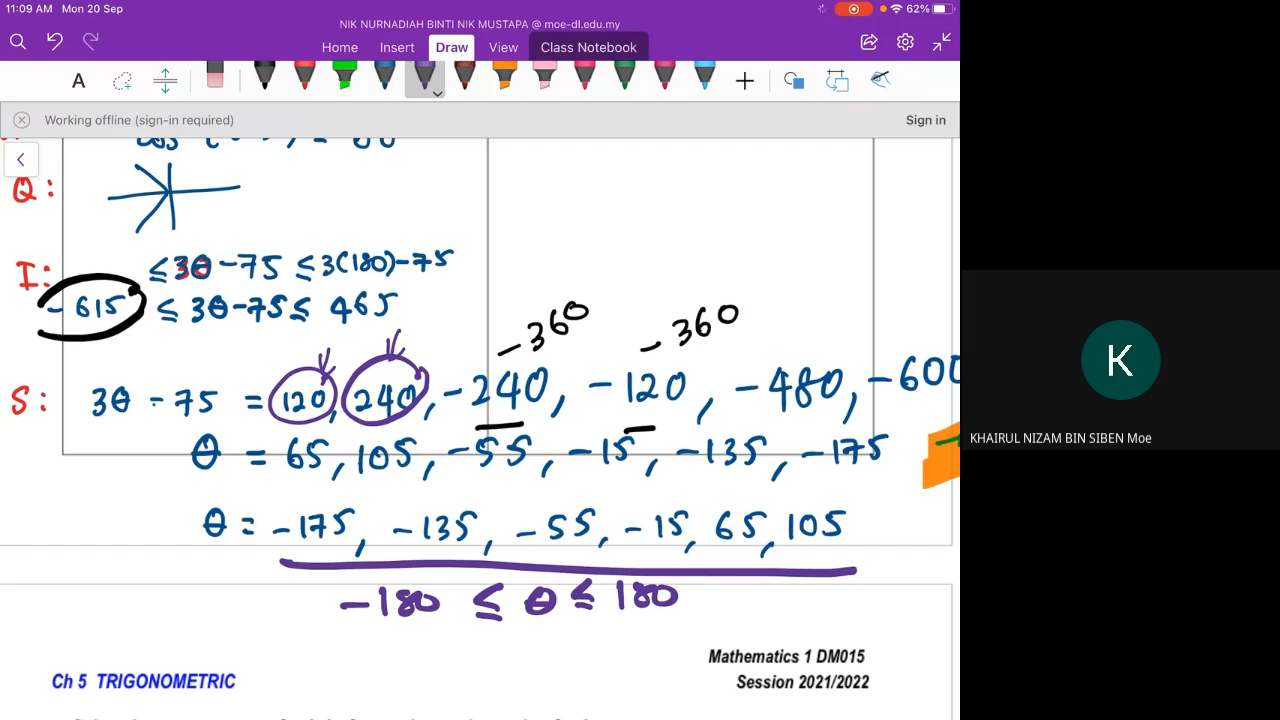 11:09 AM Mon 20 Sep
62%
NIK NURNADIAH BINTI NIK MUSTAPA @ moe-dl.edu.my
Home Insert Draw View Class Notebook
A
Working offline (sign-in required) Sign in
Q:
I: ≤ 3θ - 75 ≤ 3(180) - 75
- 615 ≤ 3θ - 75 ≤ 465
- 360 - 360
S: 3θ - 75 = 120, 240, -240, -120, -480, -600
θ = 65, 105, -55, -15, -135, -175
θ = -175, -135, -55, -15, 65, 105
-180 ≤ θ ≤ 180
Mathematics 1 DM015
Ch 5 TRIGONOMETRIC Session 2021/2022
K
KHAIRUL NIZAM BIN SIBEN Moe